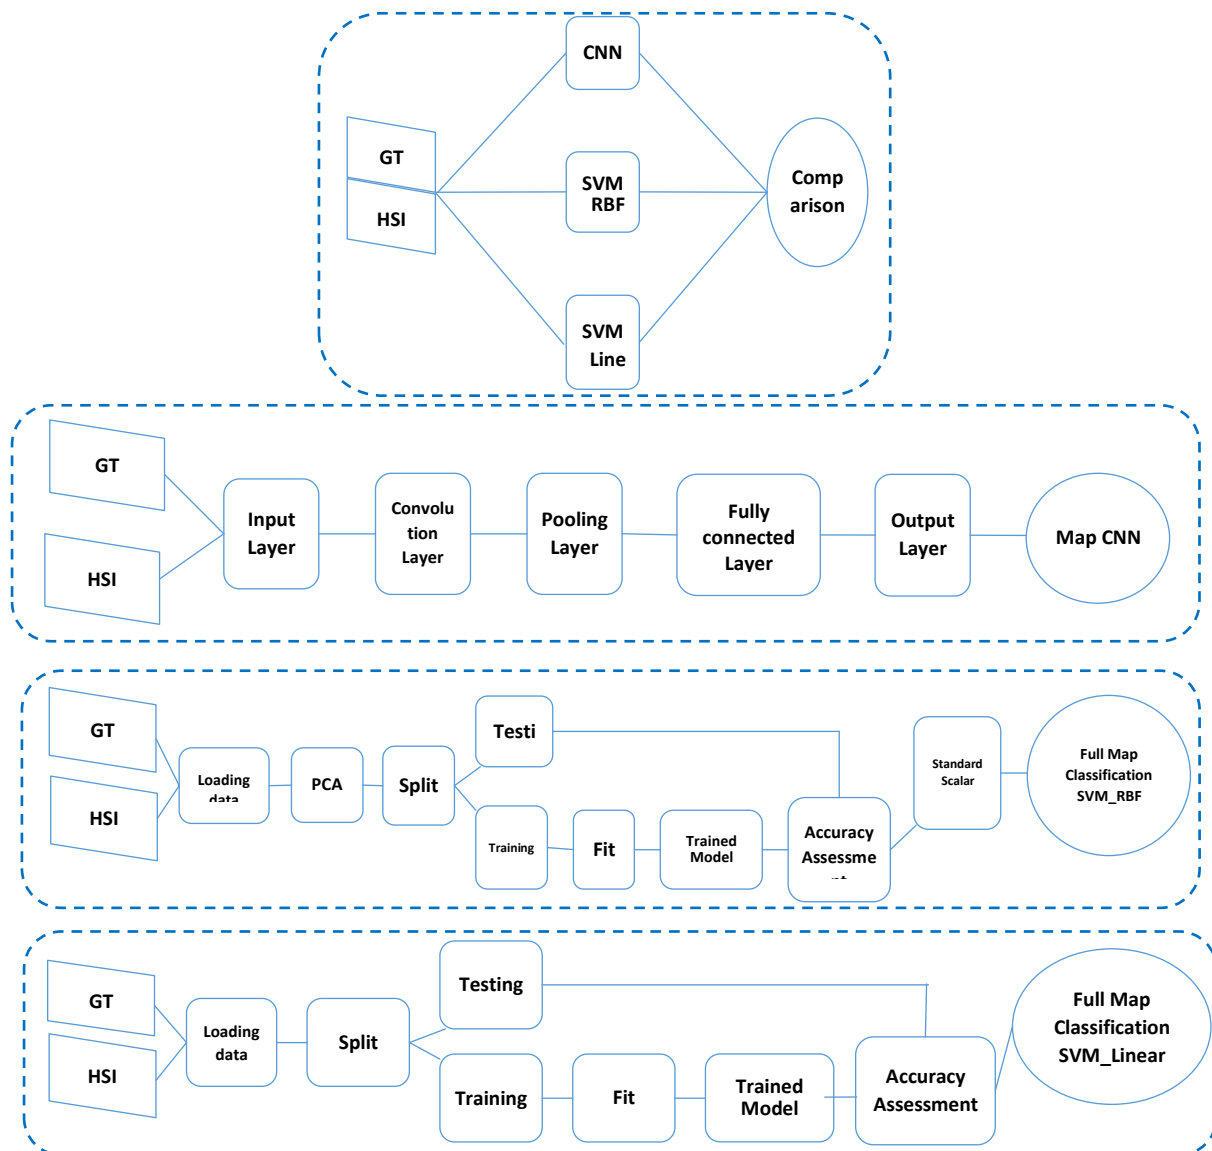 CNN
GT
HSI
SVM
RBF
Comp
arison
SVM
Line
GT
HSI
Input
Layer
Convolu
tion
Layer
Pooling
Layer
Fully
connected
Layer
Output
Layer
Map CNN
GT
HSI
Loading
data
PCA
Split
Testi
Training
Fit
Trained
Model
Accuracy
Assessme
nt
Standard
Scalar
Full Map
Classification
SVM_RBF
GT
HSI
Loading
data
Split
Testing
Training
Fit
Trained
Model
Accuracy
Assessment
Full Map
Classification
SVM_Linear